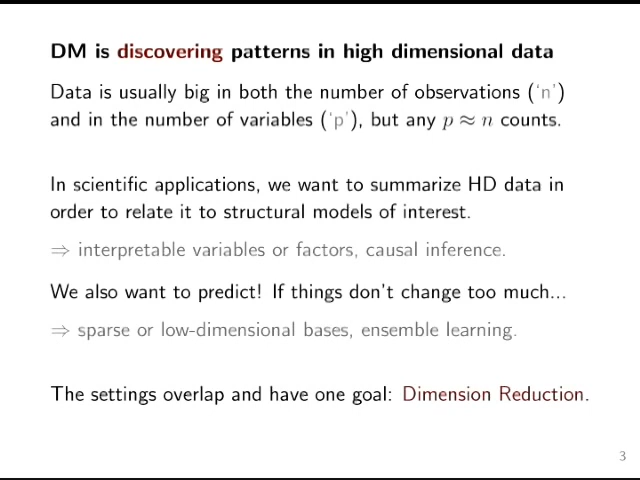 DM is discovering patterns in high dimensional data
Data is usually big in both the number of observations (‘n’)
and in the number of variables (‘p’), but any p ≈ n counts.
In scientific applications, we want to summarize HD data in
order to relate it to structural models of interest.
⇒ interpretable variables or factors, causal inference.
We also want to predict! If things don't change too much...
⇒ sparse or low-dimensional bases, ensemble learning.
The settings overlap and have one goal: Dimension Reduction.
3